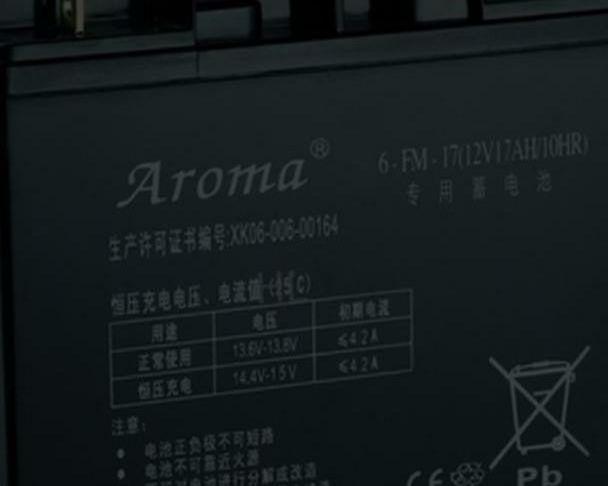 Aroma®
6-FM-17(12V17AH/10HR)
专用蓄电池
生产许可证书编号:XK06-006-00164
恒压充电电压、电流值(25℃)
用途 电压 初期电流
正常使用 13.6V-13.8V ≤4.2A
恒压充电 14.4V-15V ≤4.2A
注意:
• 电池正负极不可短路
• 电池不可靠近火源
CE Pb